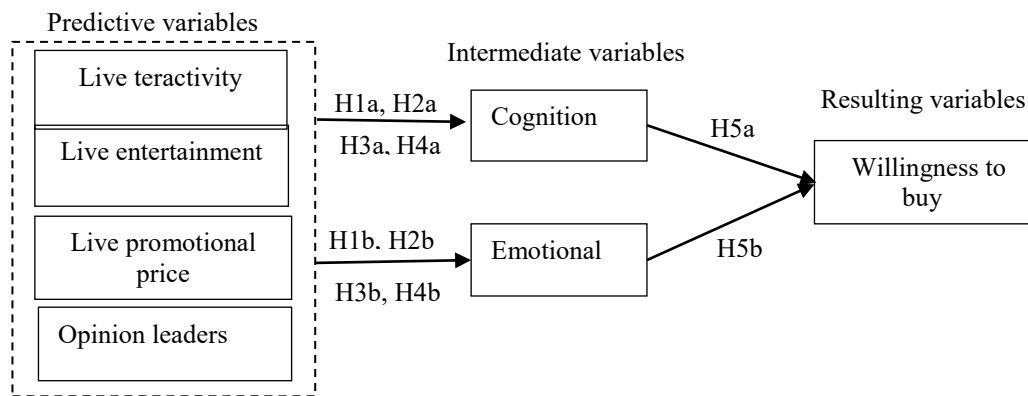 Predictive variables
Live teractivity
Live entertainment
Live promotional
price
Opinion leaders
H1a, H2a
H3a, H4a
H1b, H2b
H3b, H4b
Intermediate variables
Cognition
Emotional
H5a
H5b
Resulting variables
Willingness to
buy